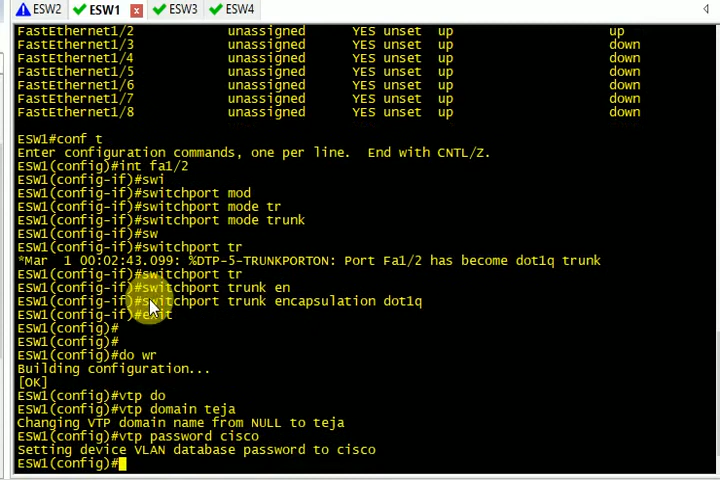 ESW2 ESW1 x ESW3 ESW4
FastEthernet1/2 unassigned YES unset up up
FastEthernet1/3 unassigned YES unset up down
FastEthernet1/4 unassigned YES unset up down
FastEthernet1/5 unassigned YES unset up down
FastEthernet1/6 unassigned YES unset up down
FastEthernet1/7 unassigned YES unset up down
FastEthernet1/8 unassigned YES unset up down
ESW1#conf t
Enter configuration commands, one per line. End with CNTL/Z.
ESW1(config)#int fa1/2
ESW1(config-if)#swi
ESW1(config-if)#switchport mod
ESW1(config-if)#switchport mode tr
ESW1(config-if)#switchport mode trunk
ESW1(config-if)#sw
ESW1(config-if)#switchport tr
*Mar 1 00:02:43.099: %DTP-5-TRUNKPORTON: Port Fa1/2 has become dot1q trunk
ESW1(config-if)#switchport tr
ESW1(config-if)#switchport trunk en
ESW1(config-if)#switchport trunk encapsulation dot1q
ESW1(config-if)#exit
ESW1(config)#
ESW1(config)#
ESW1(config)#do wr
Building configuration...
[OK]
ESW1(config)#vtp do
ESW1(config)#vtp domain teja
Changing VTP domain name from NULL to teja
ESW1(config)#vtp password cisco
Setting device VLAN database password to cisco
ESW1(config)#